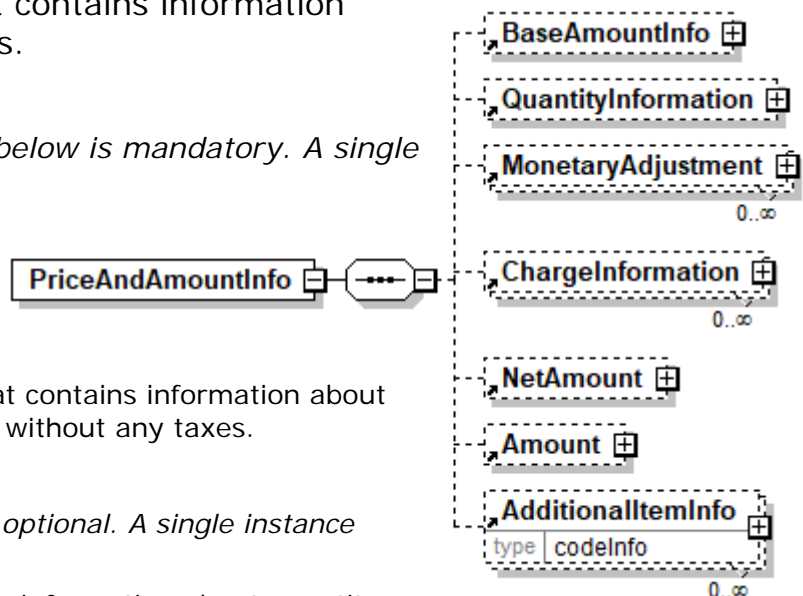 contains information
s.
below is mandatory. A single
at contains information about
without any taxes.
optional. A single instance
PriceAndAmountInfo
BaseAmountInfo
QuantityInformation
MonetaryAdjustment
0..∞
ChargeInformation
0..∞
NetAmount
Amount
AdditionalItemInfo
type codeInfo
0..∞